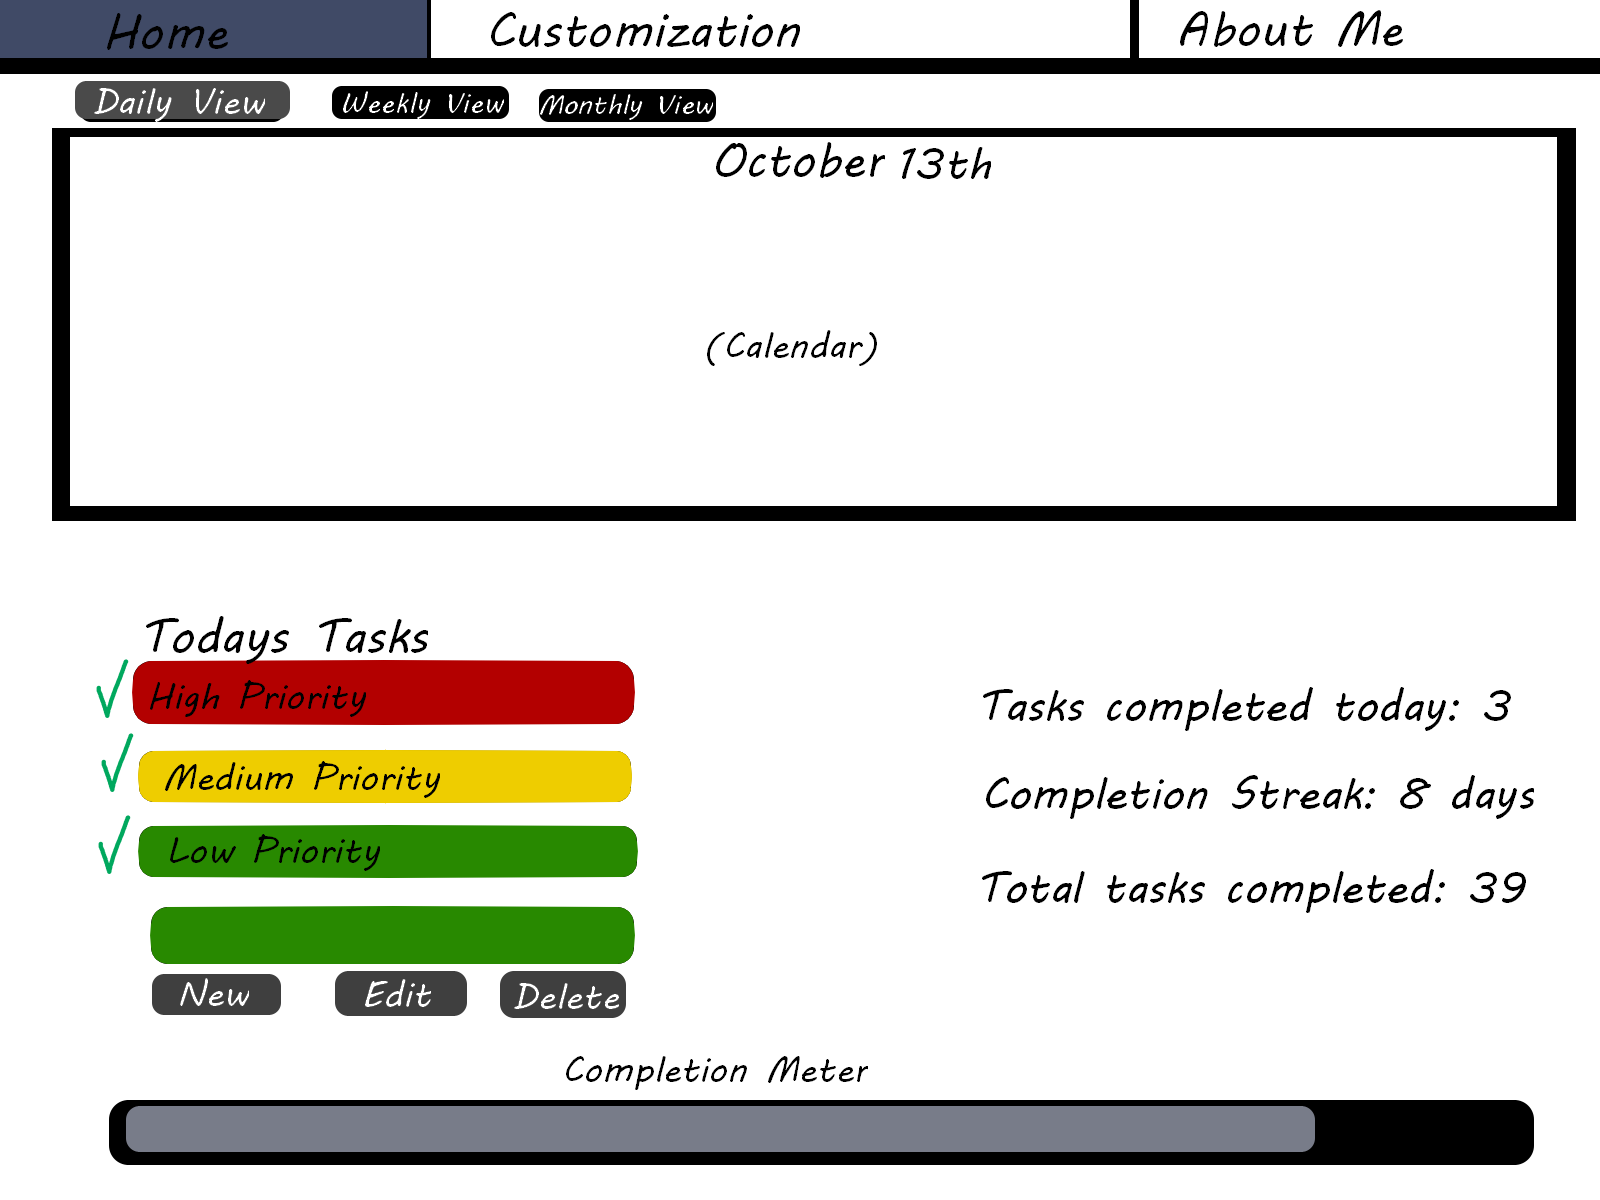 Home Customization About Me
Daily View Weekly View Monthly View
October 13th
(Calendar)
Todays Tasks
High Priority
Medium Priority
Low Priority
New Edit Delete
Tasks completed today: 3
Completion Streak: 8 days
Total tasks completed: 39
Completion Meter